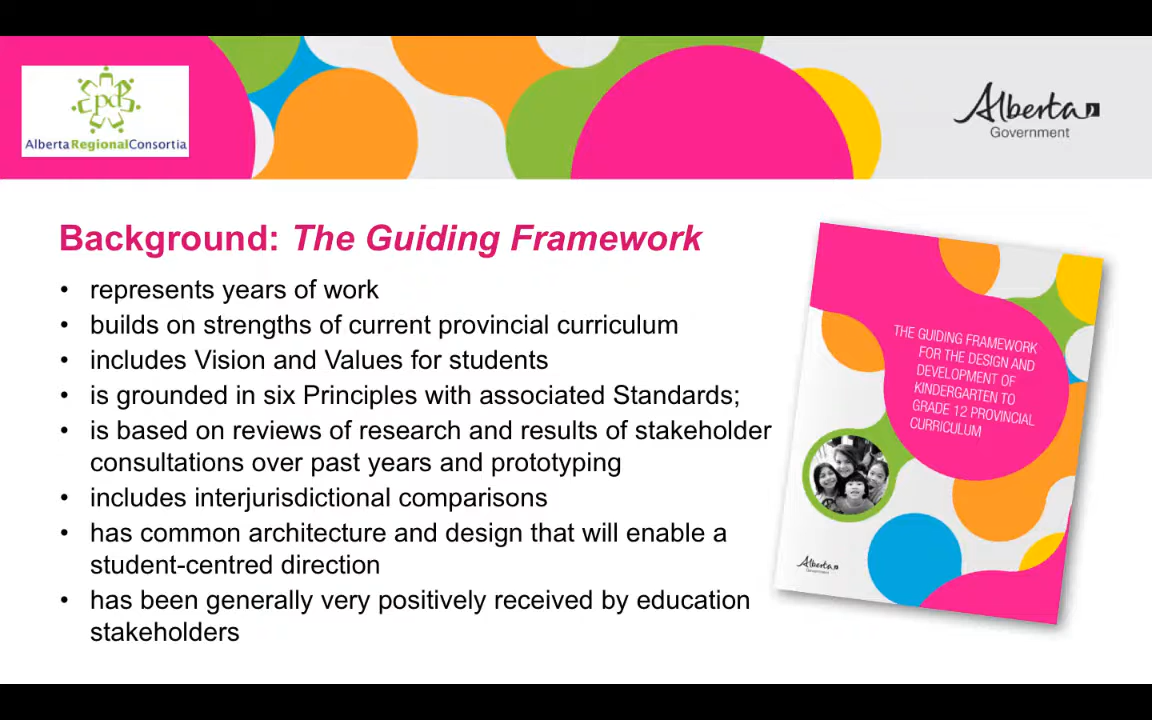 pdc
Alberta Regional Consortia
Alberta
Government
Background: The Guiding Framework
• represents years of work
• builds on strengths of current provincial curriculum
• includes Vision and Values for students
• is grounded in six Principles with associated Standards;
• is based on reviews of research and results of stakeholder
consultations over past years and prototyping
• includes interjurisdictional comparisons
• has common architecture and design that will enable a
student-centred direction
• has been generally very positively received by education
stakeholders
THE GUIDING FRAMEWORK
FOR THE DESIGN AND
DEVELOPMENT OF
KINDERGARTEN TO
GRADE 12 PROVINCIAL
CURRICULUM
Alberta
Government